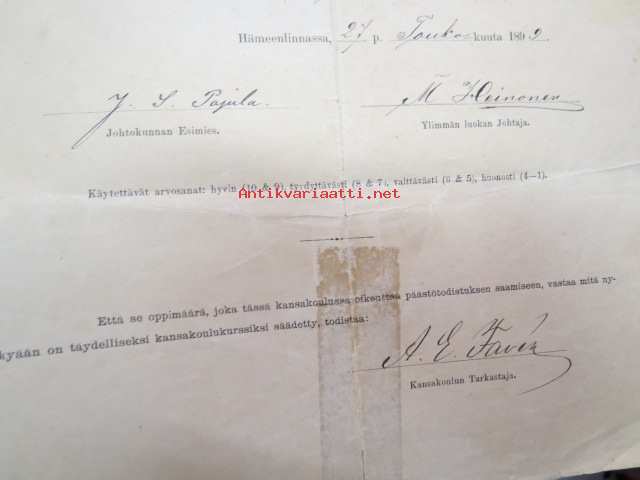 Hämeenlinnassa, 27 p. Touko-kuuta 1899.
J. S. Pajula.
M Heinonen
Johtokunnan Esimies.
Ylimmän luokan Johtaja.
Käytettävät arvosanat: hyvin (10 & 9), tyydyttävästi (8 & 7), välttävästi (6 & 5), huonosti (4—1).
Antikvariaatti.net
Että se oppimäärä, joka tässä kansakoulussa oikeuttaa päästötodistuksen saamiseen, vastaa mitä ny-
kyään on täydelliseksi kansakoulukurssiksi säädetty, todistaa:
A. E. Favén
Kansakoulun Tarkastaja.